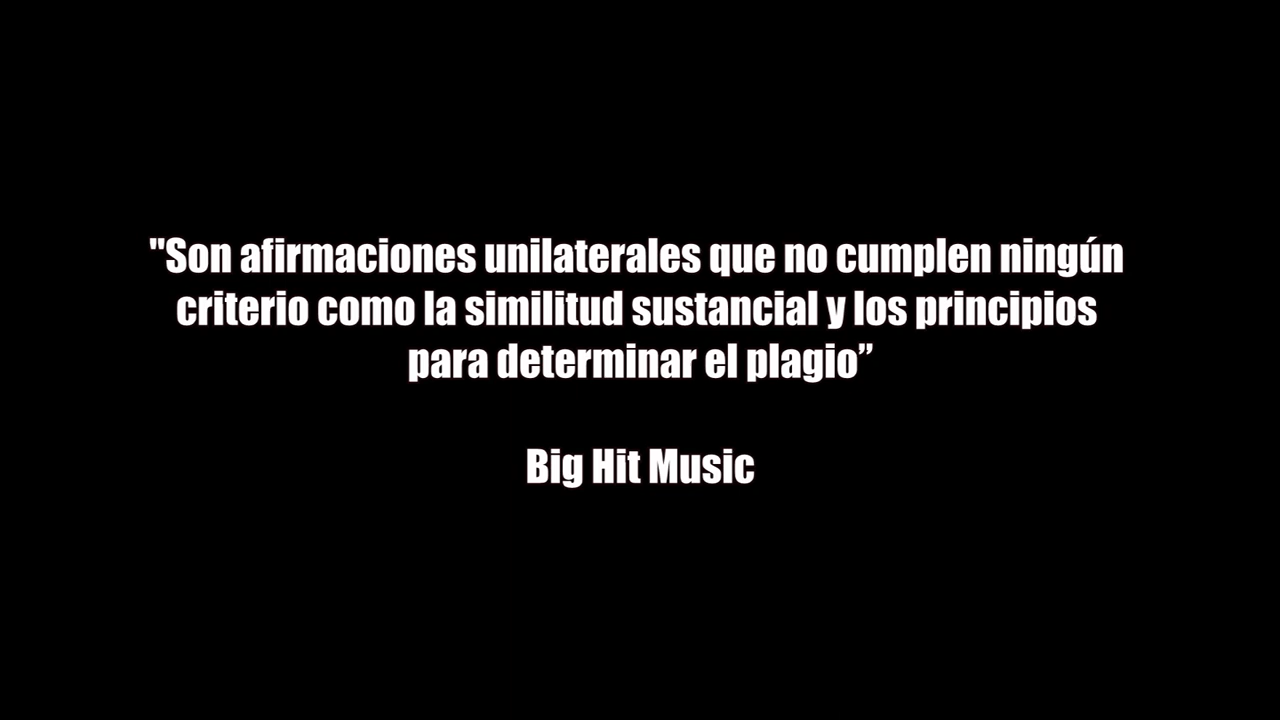 "Son afirmaciones unilaterales que no cumplen ningún
criterio como la similitud sustancial y los principios
para determinar el plagio”
Big Hit Music